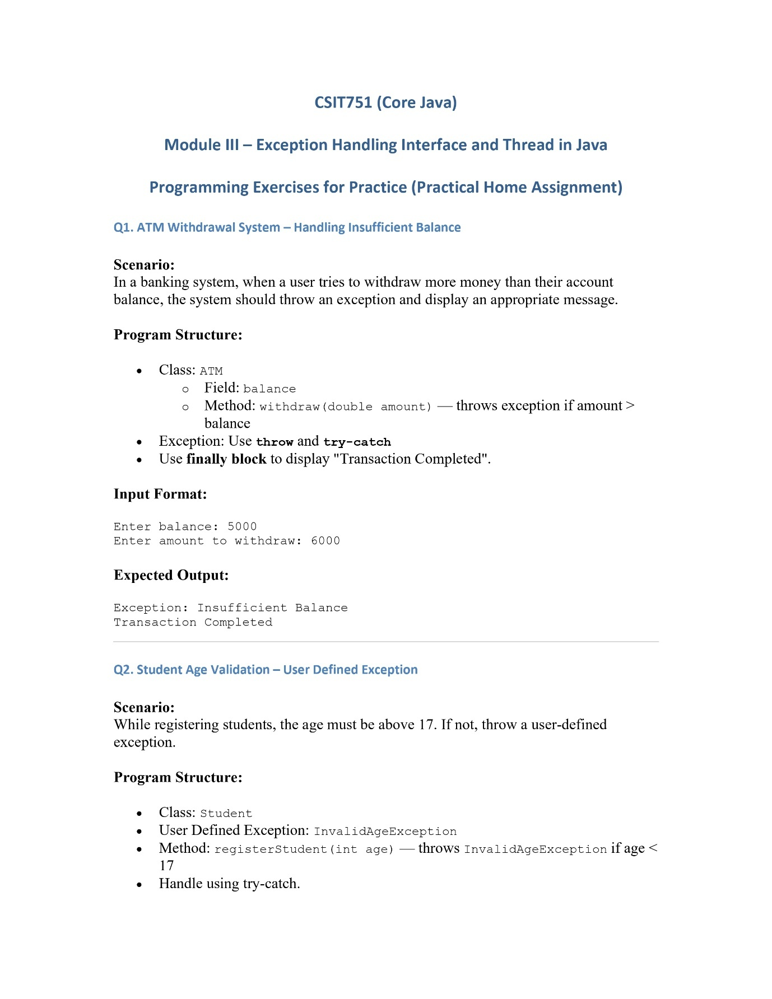 CSIT751 (Core Java)
Module III – Exception Handling Interface and Thread in Java
Programming Exercises for Practice (Practical Home Assignment)
Q1. ATM Withdrawal System – Handling Insufficient Balance
Scenario:
In a banking system, when a user tries to withdraw more money than their account
balance, the system should throw an exception and display an appropriate message.
Program Structure:
• Class: ATM
o Field: balance
o Method: withdraw(double amount) — throws exception if amount >
balance
• Exception: Use throw and try-catch
• Use finally block to display "Transaction Completed".
Input Format:
Enter balance: 5000
Enter amount to withdraw: 6000
Expected Output:
Exception: Insufficient Balance
Transaction Completed
Q2. Student Age Validation – User Defined Exception
Scenario:
While registering students, the age must be above 17. If not, throw a user-defined
exception.
Program Structure:
• Class: Student
• User Defined Exception: InvalidAgeException
• Method: registerStudent(int age) — throws InvalidAgeException if age <
17
• Handle using try-catch.